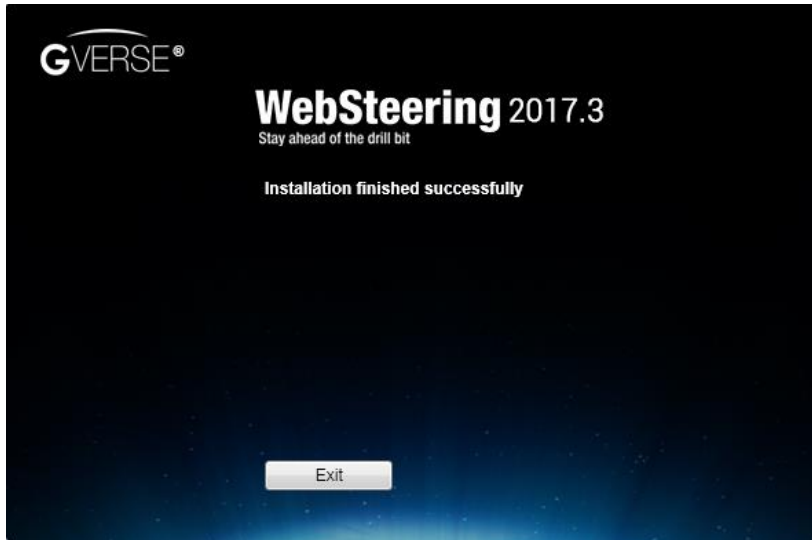 GVERSE®
WebSteering 2017.3
Stay ahead of the drill bit
Installation finished successfully
Exit